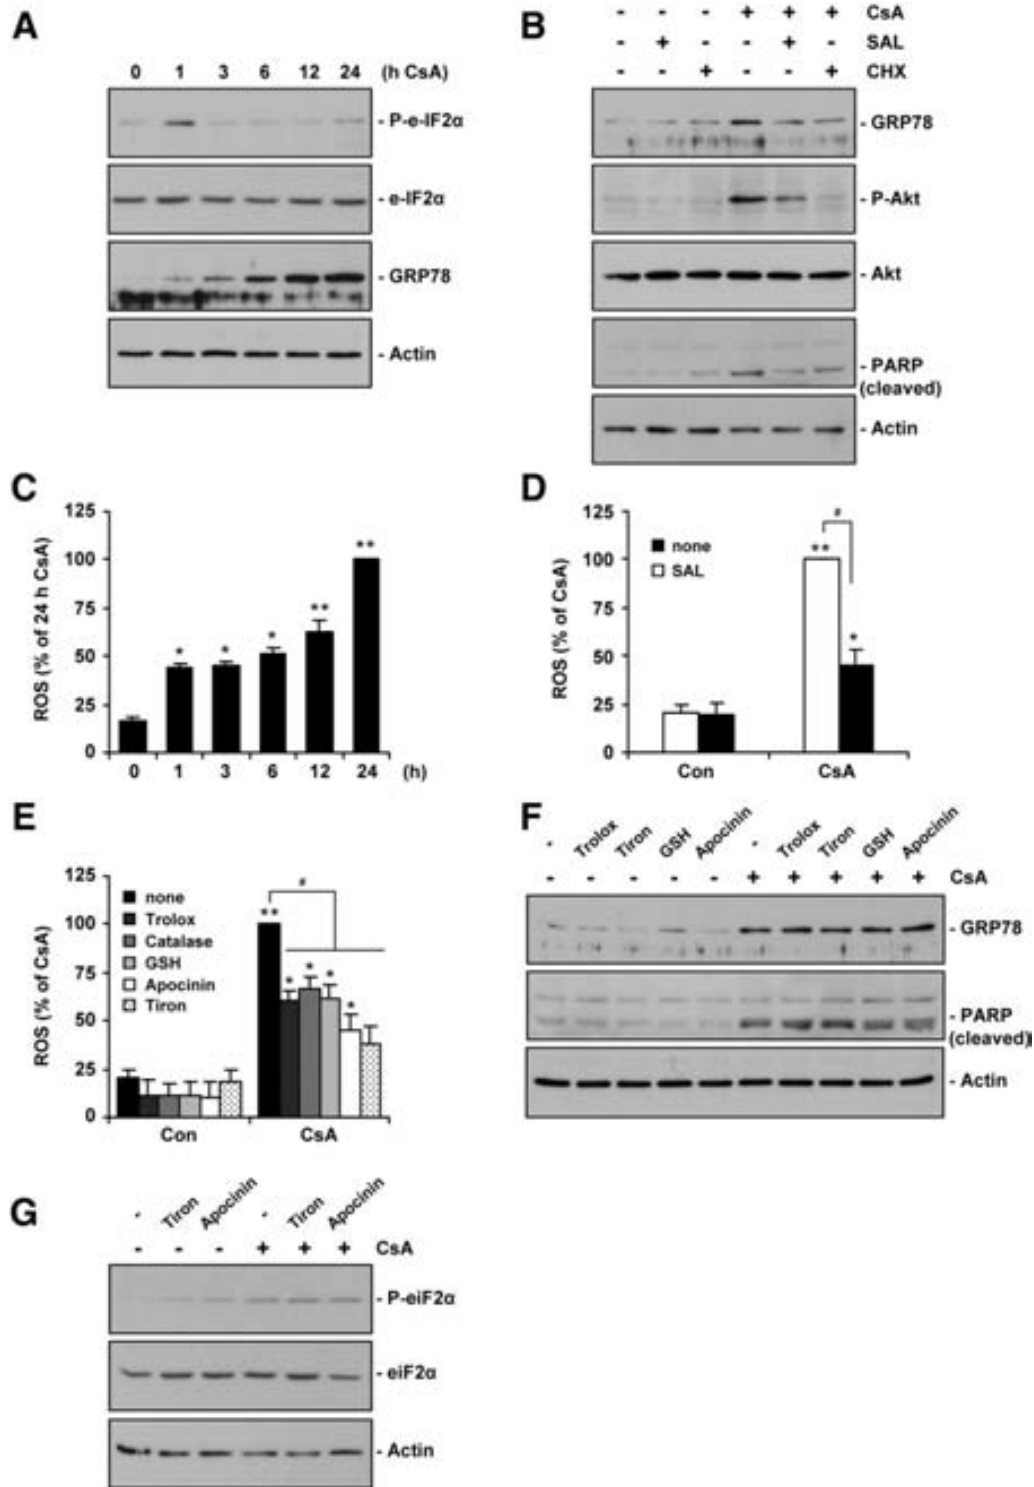 A
0 1 3 6 12 24 (h CsA)
- P-e-IF2α
- e-IF2α
- GRP78
- Actin
B
- - - + + + CsA
- + - - + - SAL
- - + - - + CHX
- GRP78
- P-Akt
- Akt
- PARP
(cleaved)
- Actin
C
ROS (% of 24 h CsA)
125
100
75
50
25
0
* * * ** **
0 1 3 6 12 24 (h)
D
ROS (% of CsA)
125
100
75
50
25
0
none
SAL
#
** *
Con CsA
E
ROS (% of CsA)
125
100
75
50
25
0
none
Trolox
Catalase
GSH
Apocinin
Tiron
#
** * * * *
Con CsA
F
- Trolox Tiron GSH Apocinin - Trolox Tiron GSH Apocinin
- - - - - + + + + + CsA
- GRP78
- PARP
(cleaved)
- Actin
G
- Tiron Apocinin - Tiron Apocinin
- - - + + + CsA
- P-eiF2α
- eiF2α
- Actin